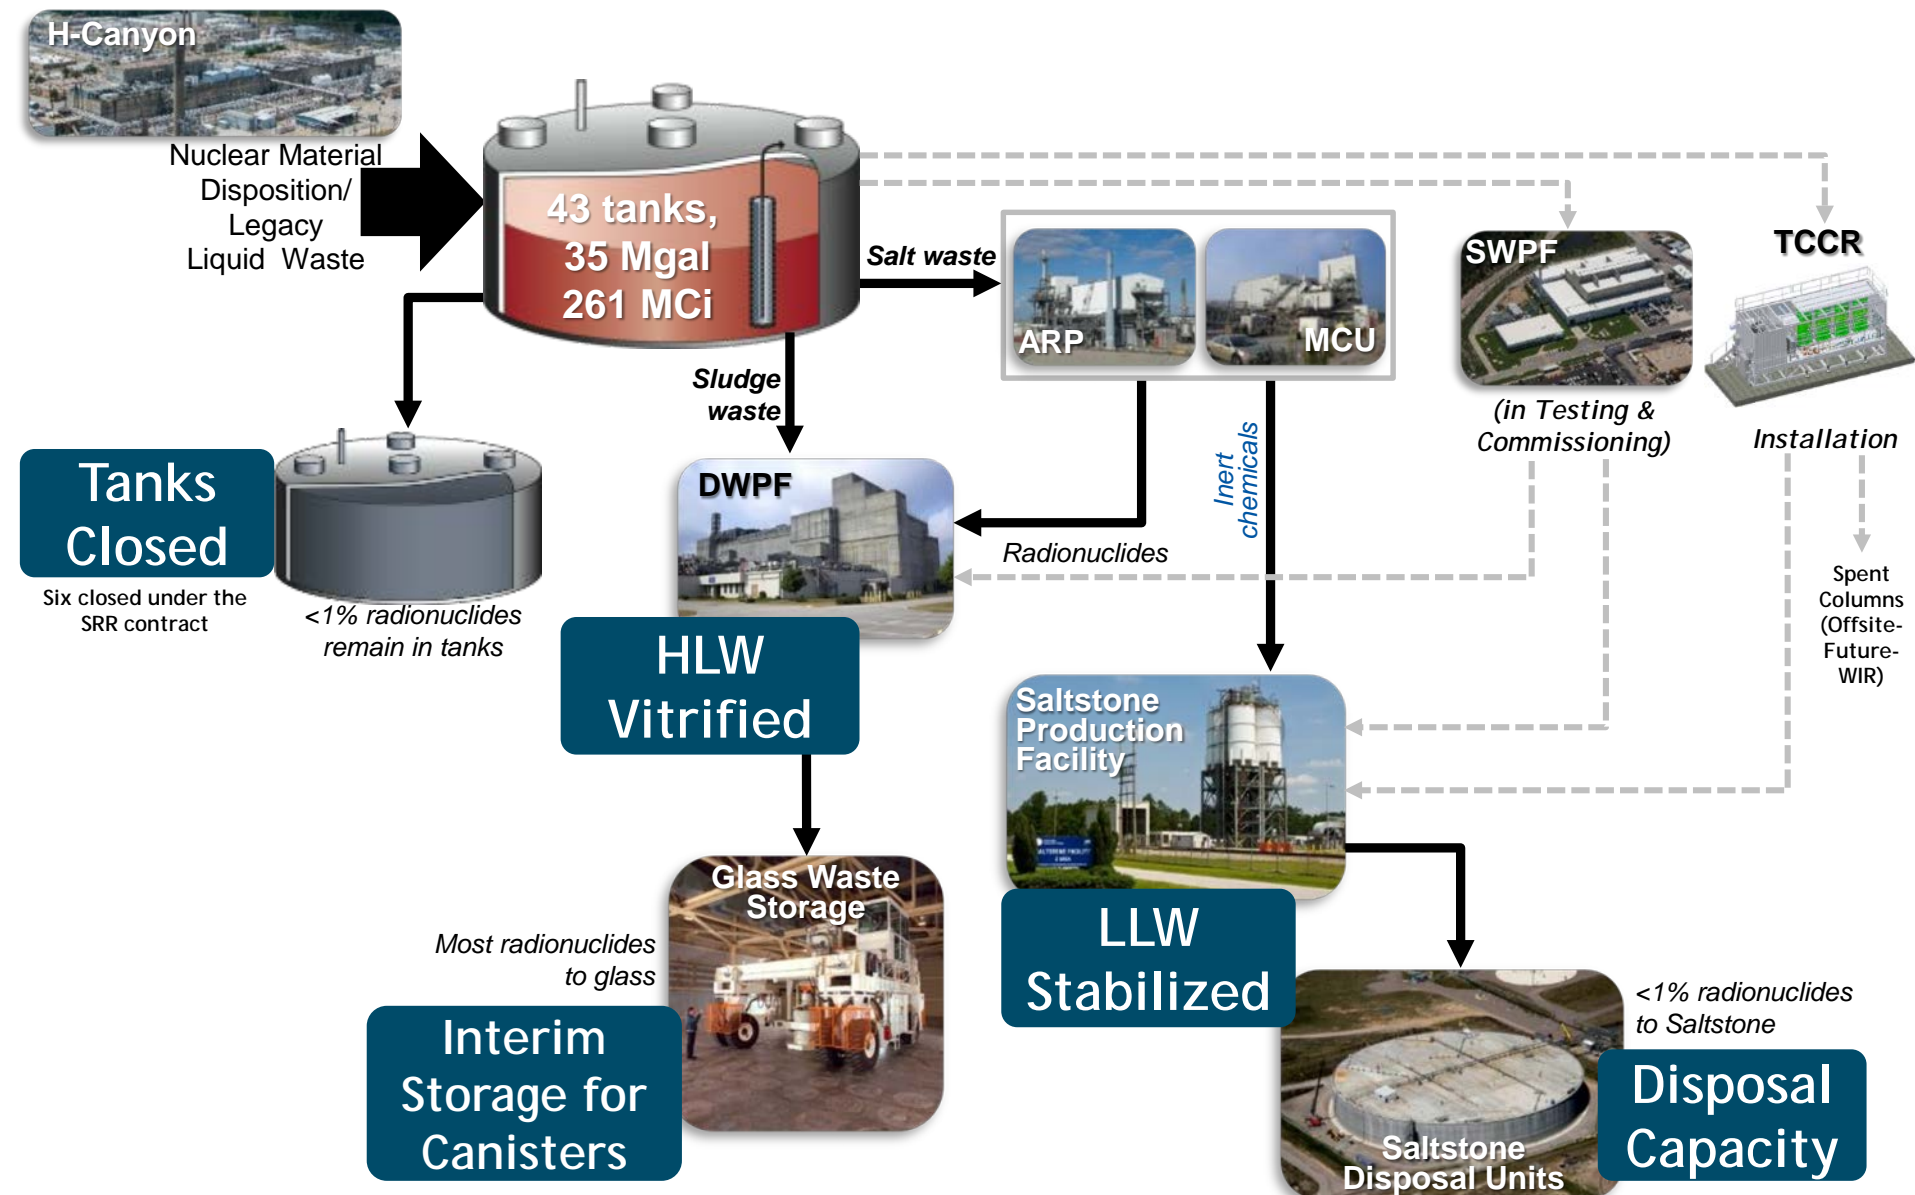 H-Canyon
Nuclear Material
Disposition/
Legacy
Liquid Waste
43 tanks,
35 Mgal
261 MCi
Salt waste
ARP
MCU
SWPF
(in Testing &
Commissioning)
TCCR
Installation
Sludge
waste
Tanks
Closed
Six closed under the
SRR contract
<1% radionuclides
remain in tanks
DWPF
Radionuclides
Inert
chemicals
Spent
Columns
(Offsite-
Future-
WIR)
HLW
Vitrified
Saltstone
Production
Facility
Glass Waste
Storage
Most radionuclides
to glass
Interim
Storage for
Canisters
LLW
Stabilized
<1% radionuclides
to Saltstone
Saltstone
Disposal Units
Disposal
Capacity